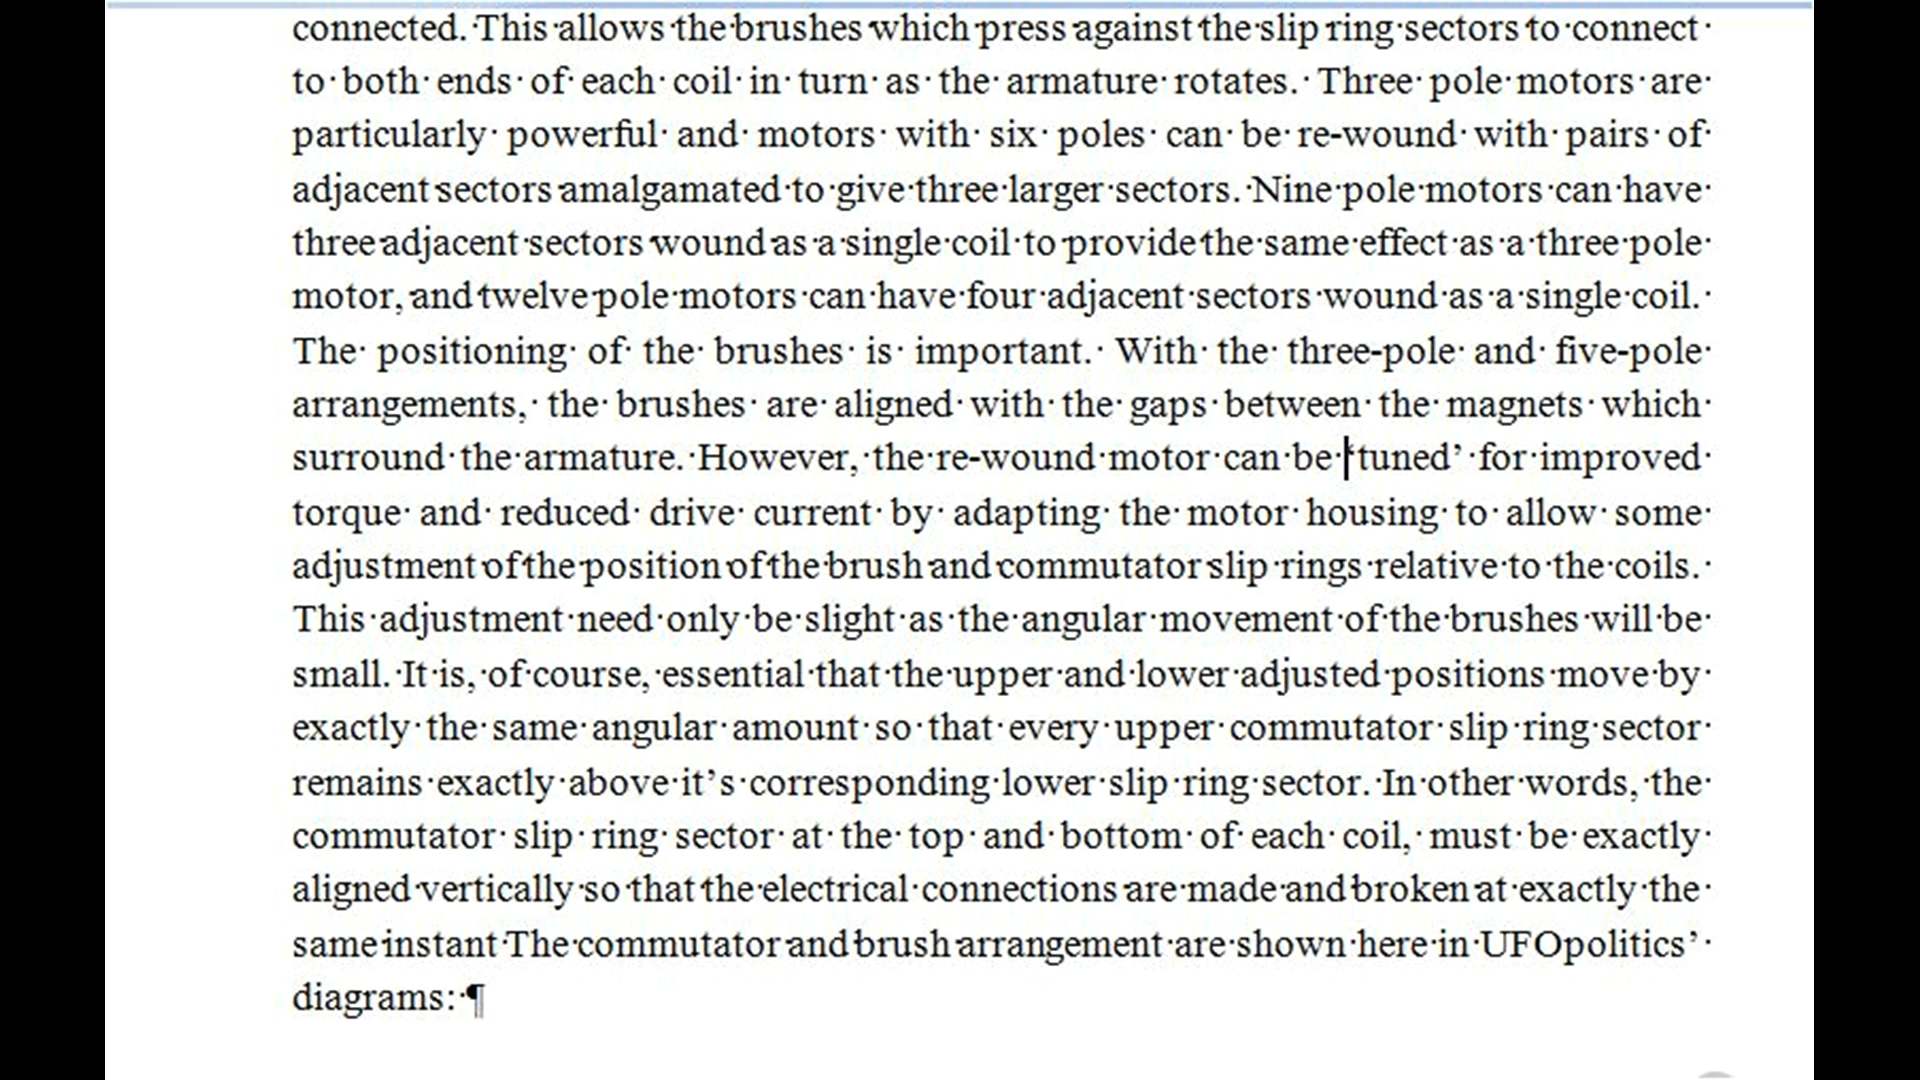 connected. This allows the brushes which press against the slip ring sectors to connect
to both ends of each coil in turn as the armature rotates. Three pole motors are
particularly powerful and motors with six poles can be re-wound with pairs of
adjacent sectors amalgamated to give three larger sectors. Nine pole motors can have
three adjacent sectors wound as a single coil to provide the same effect as a three pole
motor, and twelve pole motors can have four adjacent sectors wound as a single coil.
The positioning of the brushes is important. With the three-pole and five-pole
arrangements, the brushes are aligned with the gaps between the magnets which
surround the armature. However, the re-wound motor can be ‘tuned’ for improved
torque and reduced drive current by adapting the motor housing to allow some
adjustment of the position of the brush and commutator slip rings relative to the coils.
This adjustment need only be slight as the angular movement of the brushes will be
small. It is, of course, essential that the upper and lower adjusted positions move by
exactly the same angular amount so that every upper commutator slip ring sector
remains exactly above it’s corresponding lower slip ring sector. In other words, the
commutator slip ring sector at the top and bottom of each coil, must be exactly
aligned vertically so that the electrical connections are made and broken at exactly the
same instant The commutator and brush arrangement are shown here in UFOpolitics’
diagrams: ¶